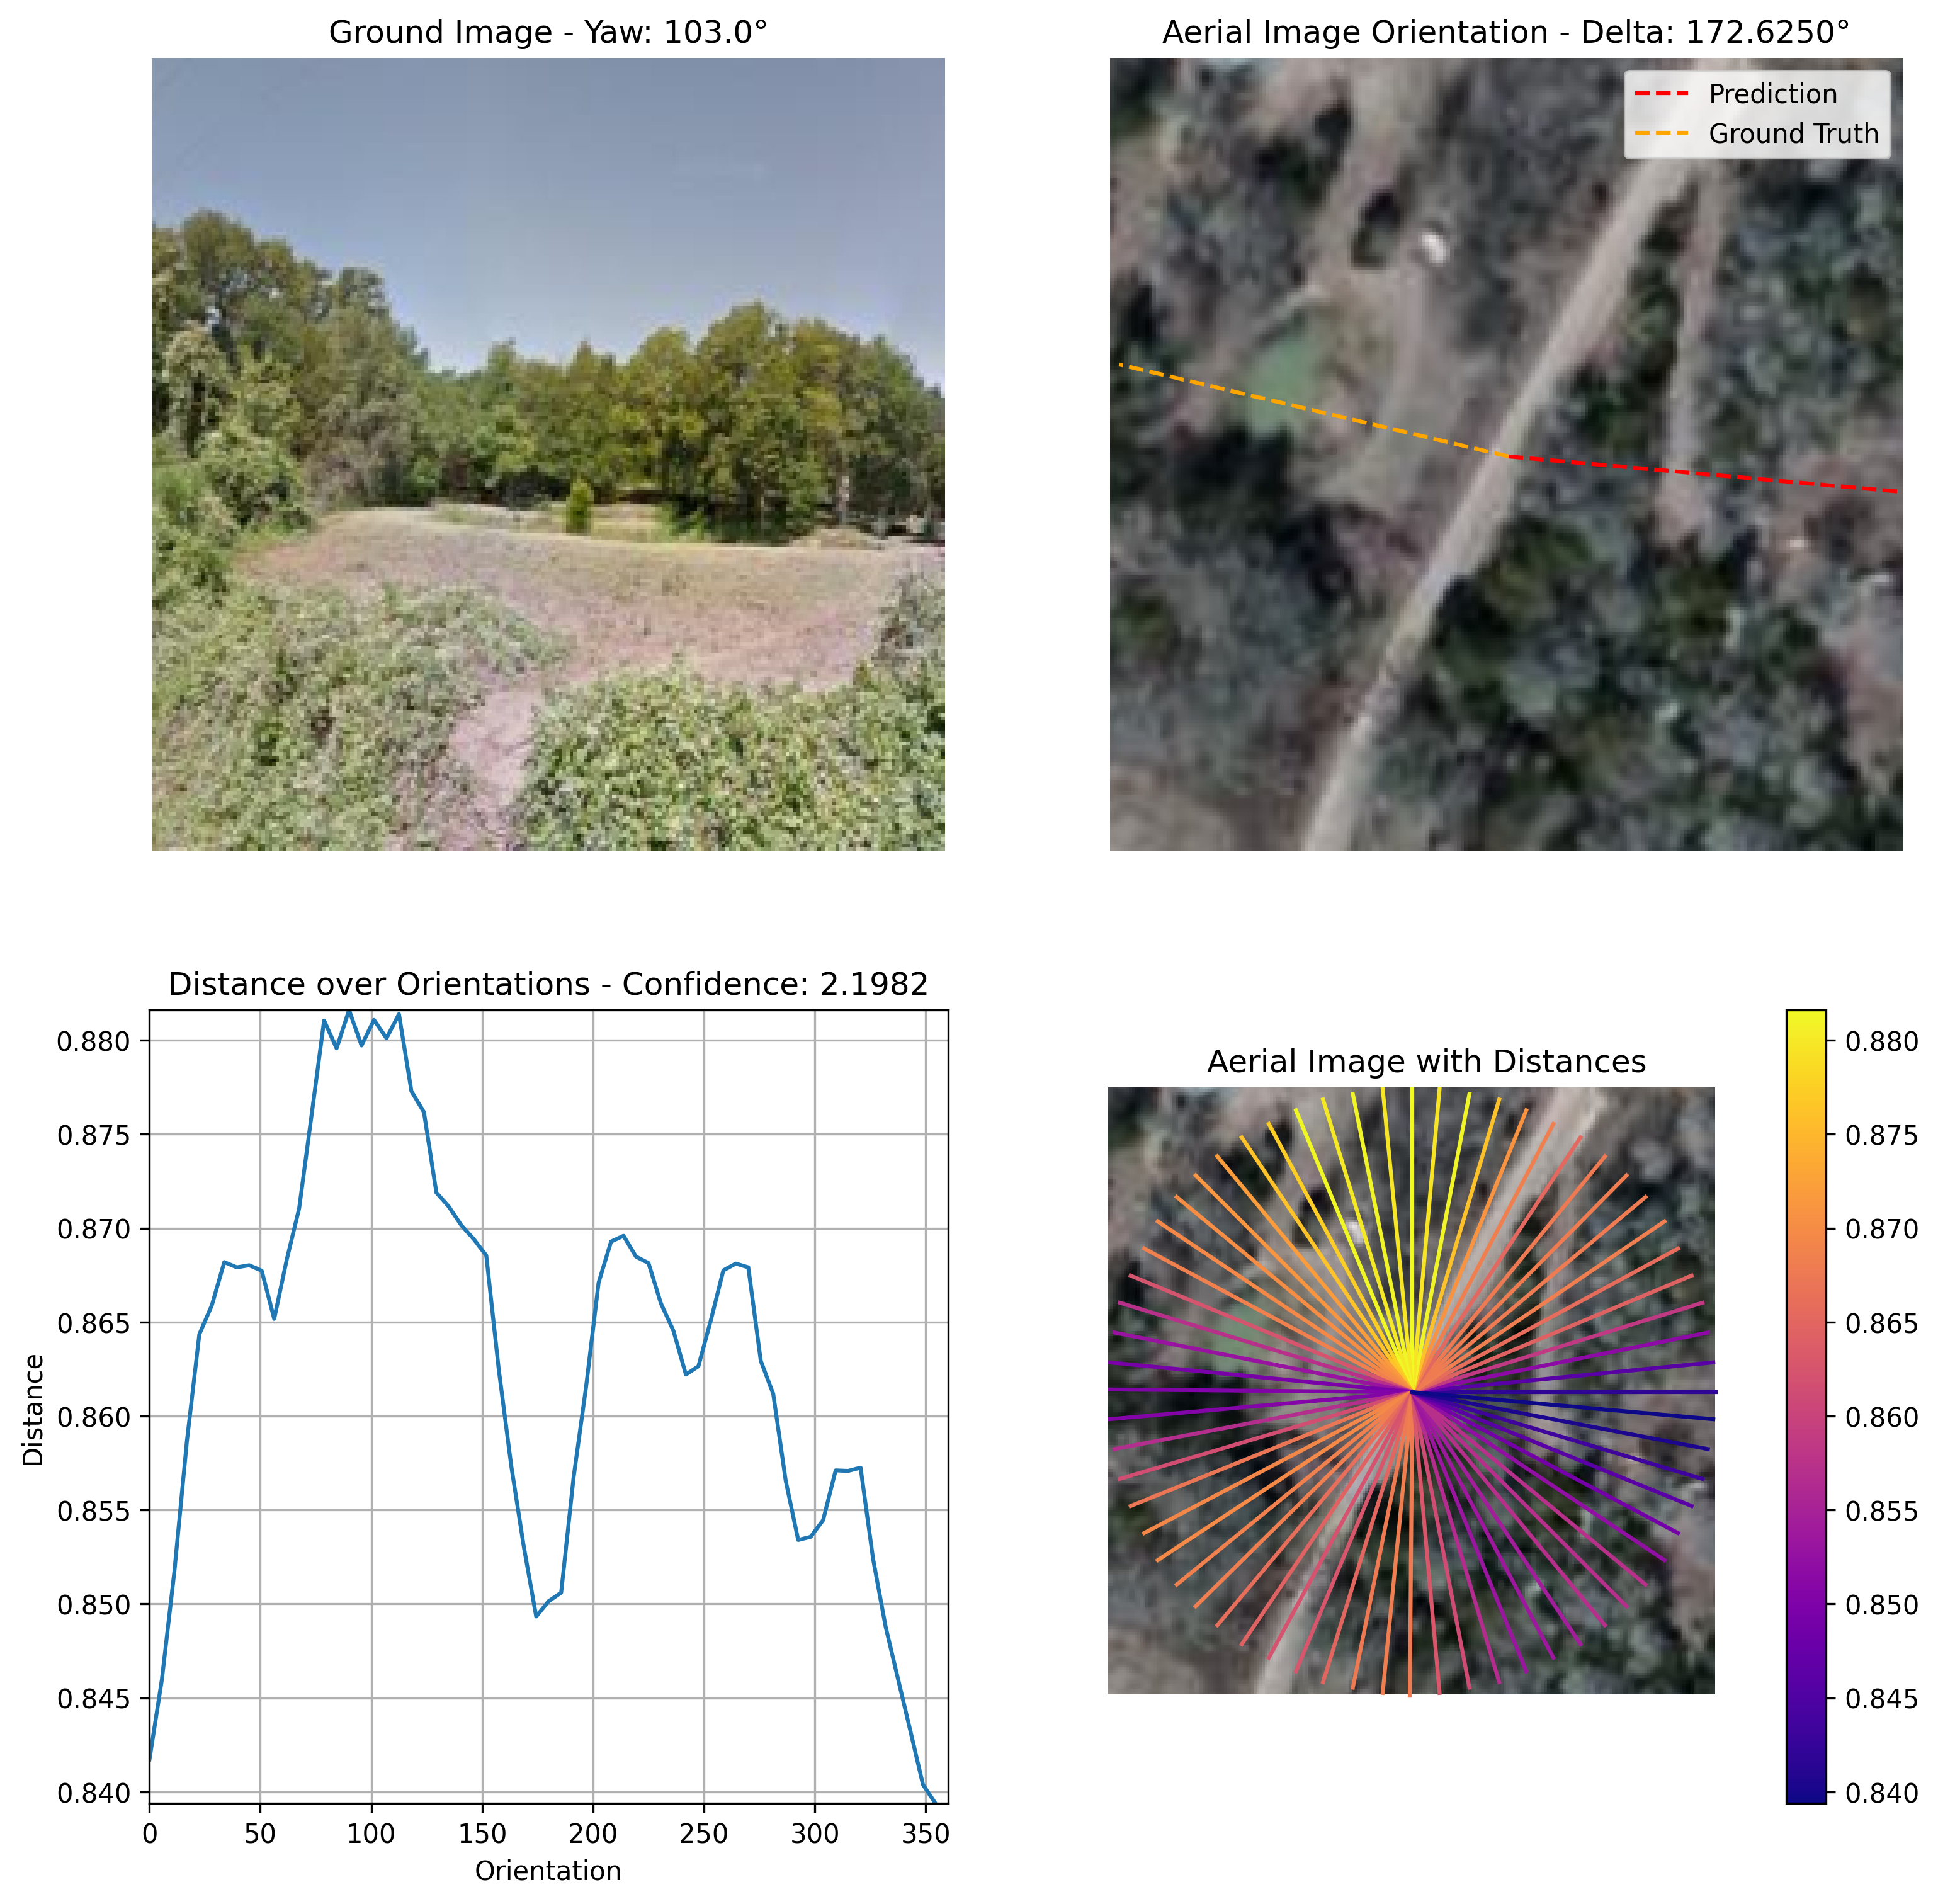 Ground Image - Yaw: 103.0°
Aerial Image Orientation - Delta: 172.6250°
Prediction
Ground Truth
Distance over Orientations - Confidence: 2.1982
0.880
0.875
0.870
0.865
0.860
0.855
0.850
0.845
0.840
Distance
0 50 100 150 200 250 300 350
Orientation
Aerial Image with Distances
0.880
0.875
0.870
0.865
0.860
0.855
0.850
0.845
0.840